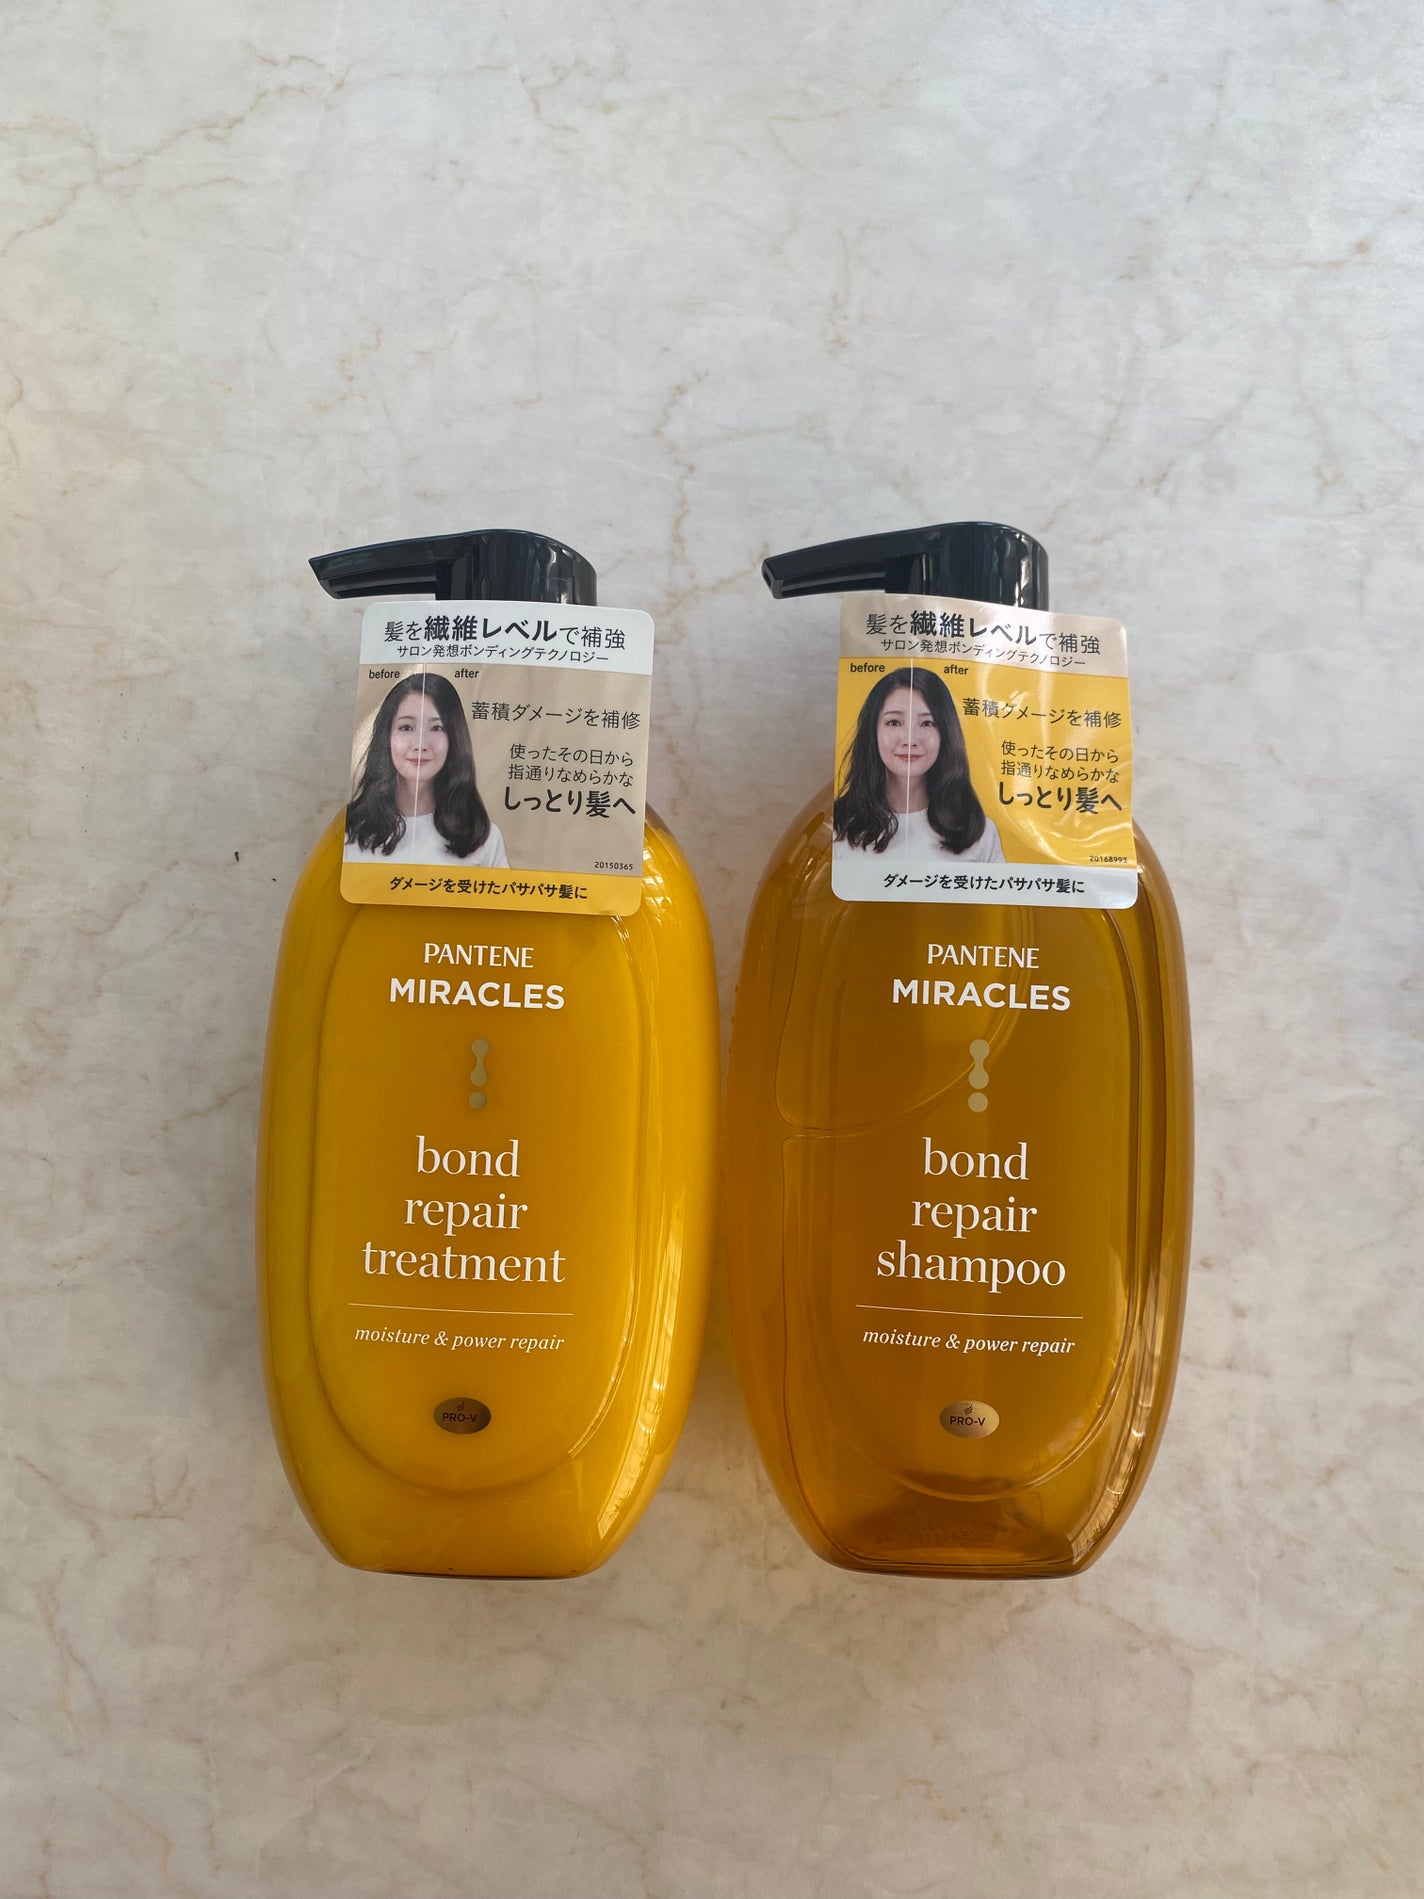 髪を繊維レベルで補強
サロン発想ボンディングテクノロジー
before after
蓄積ダメージを補修
使ったその日から
指通りなめらかな
しっとり髪へ
20150365
ダメージを受けたパサパサ髪に
PANTENE
MIRACLES
bond
repair
treatment
moisture & power repair
PRO-V
髪を繊維レベルで補強
サロン発想ボンディングテクノロジー
before after
蓄積ダメージを補修
使ったその日から
指通りなめらかな
しっとり髪へ
20168993
ダメージを受けたパサパサ髪に
PANTENE
MIRACLES
bond
repair
shampoo
moisture & power repair
PRO-V